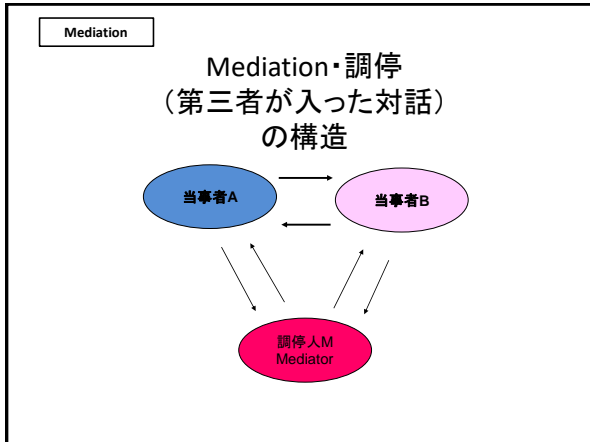 Mediation
Mediation・調停
（第三者が入った対話）
の構造
当事者A
当事者B
調停人M
Mediator